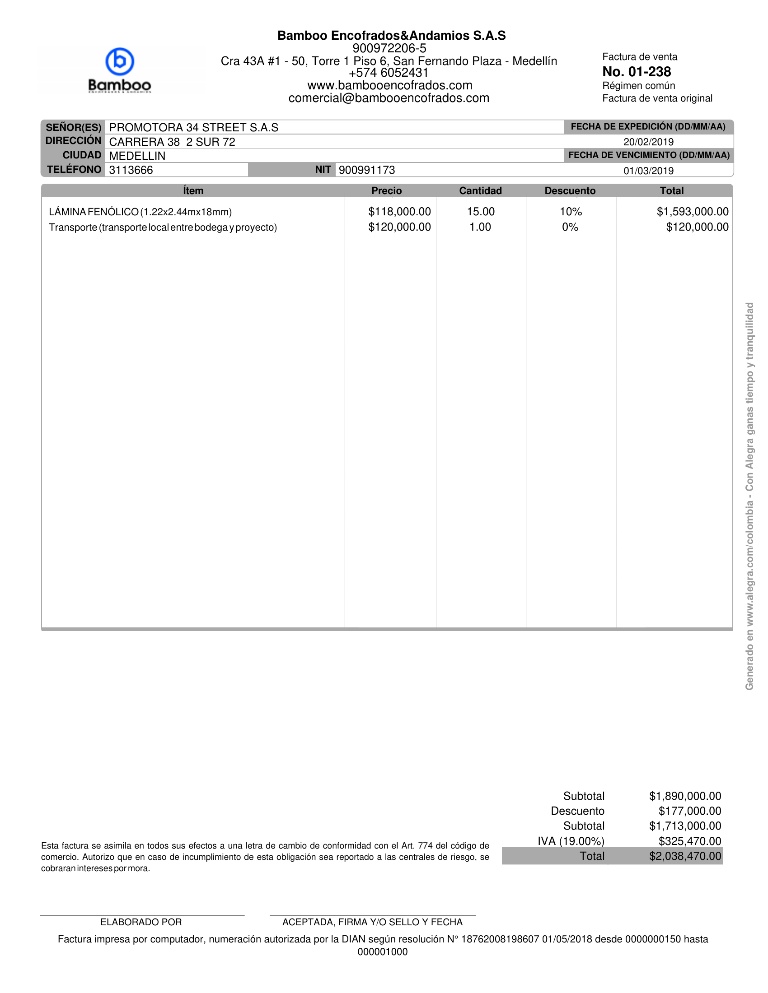 Bamboo Encofrados&Andamios S.A.S
900972206-5
Cra 43A #1 - 50, Torre 1 Piso 6, San Fernando Plaza - Medellín
+574 6052431
www.bambooencofrados.com
comercial@bambooencofrados.com
Bamboo
Factura de venta
No. 01-238
Régimen común
Factura de venta original
SEÑOR(ES) PROMOTORA 34 STREET S.A.S FECHA DE EXPEDICIÓN (DD/MM/AA)
DIRECCIÓN CARRERA 38 2 SUR 72 20/02/2019
CIUDAD MEDELLIN FECHA DE VENCIMIENTO (DD/MM/AA)
TELÉFONO 3113666 NIT 900991173 01/03/2019
Ítem Precio Cantidad Descuento Total
LÁMINA FENÓLICO (1.22x2.44mx18mm) $118,000.00 15.00 10% $1,593,000.00
Transporte (transporte local entre bodega y proyecto) $120,000.00 1.00 0% $120,000.00
Generado en www.alegra.com/colombia - Con Alegra ganas tiempo y tranquilidad
Subtotal $1,890,000.00
Descuento $177,000.00
Subtotal $1,713,000.00
IVA (19.00%) $325,470.00
Total $2,038,470.00
Esta factura se asimila en todos sus efectos a una letra de cambio de conformidad con el Art. 774 del código de
comercio. Autorizo que en caso de incumplimiento de esta obligación sea reportado a las centrales de riesgo, se
cobraran intereses por mora.
ELABORADO POR ACEPTADA, FIRMA Y/O SELLO Y FECHA
Factura impresa por computador, numeración autorizada por la DIAN según resolución N° 18762008198607 01/05/2018 desde 0000000150 hasta
000001000